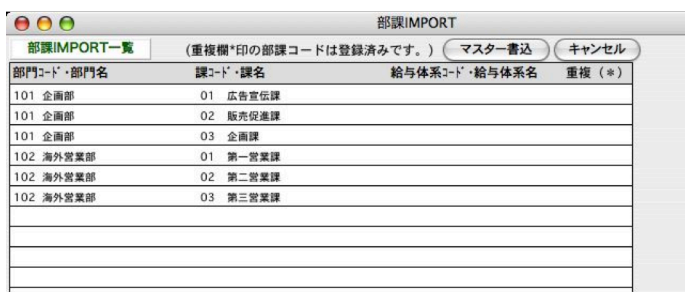 部課IMPORT
部課IMPORT一覧 (重複欄*印の部課コードは登録済みです。) マスター書込 キャンセル
部門ｺｰﾄﾞ・部門名 課ｺｰﾄﾞ・課名 給与体系ｺｰﾄﾞ・給与体系名 重複（*）
101 企画部 01 広告宣伝課
101 企画部 02 販売促進課
101 企画部 03 企画課
102 海外営業部 01 第一営業課
102 海外営業部 02 第二営業課
102 海外営業部 03 第三営業課